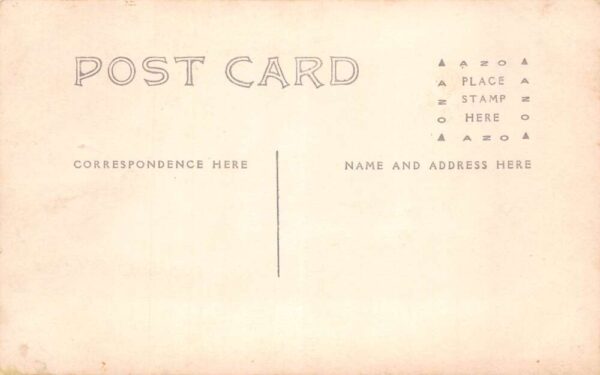 POST CARD
▲ AZO ▲
A PLACE A
N STAMP N
O HERE O
▲ AZO ▲
CORRESPONDENCE HERE
NAME AND ADDRESS HERE